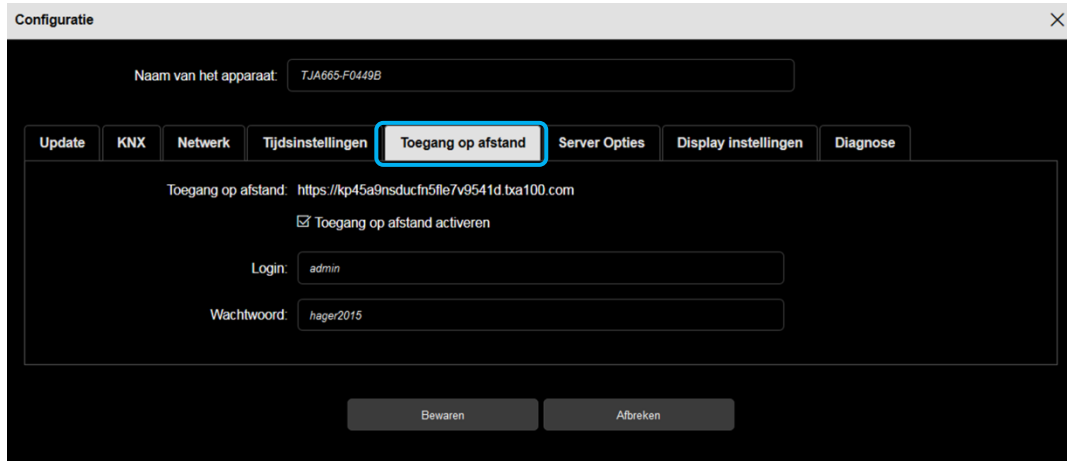 Configuratie
Naam van het apparaat: TJA665-F0449B
Update KNX Netwerk Tijdsinstellingen Toegang op afstand Server Opties Display instellingen Diagnose
Toegang op afstand: https://kp45a9nsducfn5fle7v9541d.txa100.com
Toegang op afstand activeren
Login: admin
Wachtwoord: hager2015
Bewaren Afbreken